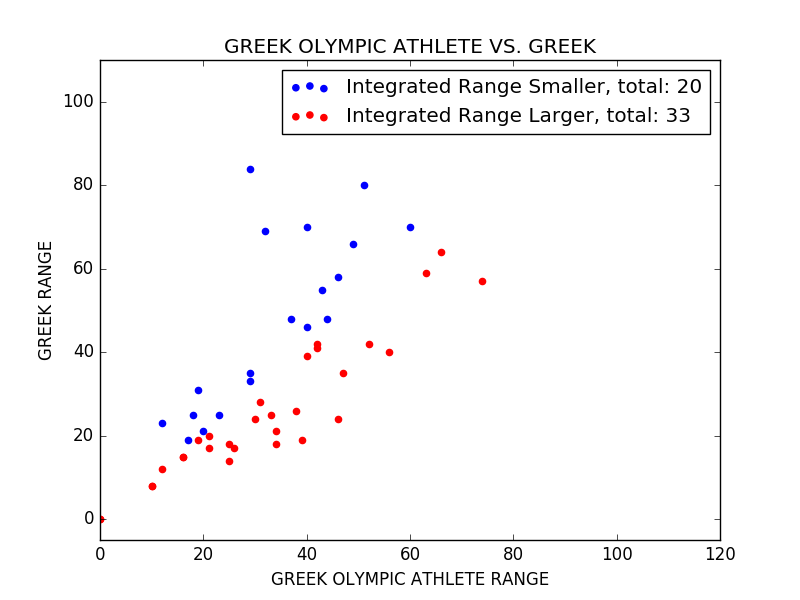 GREEK OLYMPIC ATHLETE VS. GREEK
Integrated Range Smaller, total: 20
Integrated Range Larger, total: 33
100
80
60
40
20
0
GREEK RANGE
0 20 40 60 80 100 120
GREEK OLYMPIC ATHLETE RANGE